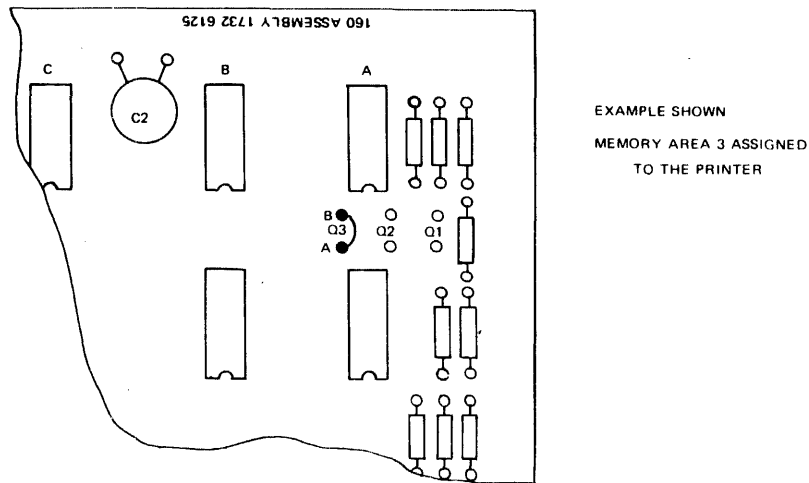 160 ASSEMBLY 1732 6125
C
B
A
C2
EXAMPLE SHOWN
MEMORY AREA 3 ASSIGNED
TO THE PRINTER
B
Q3
Q2
Q1
A